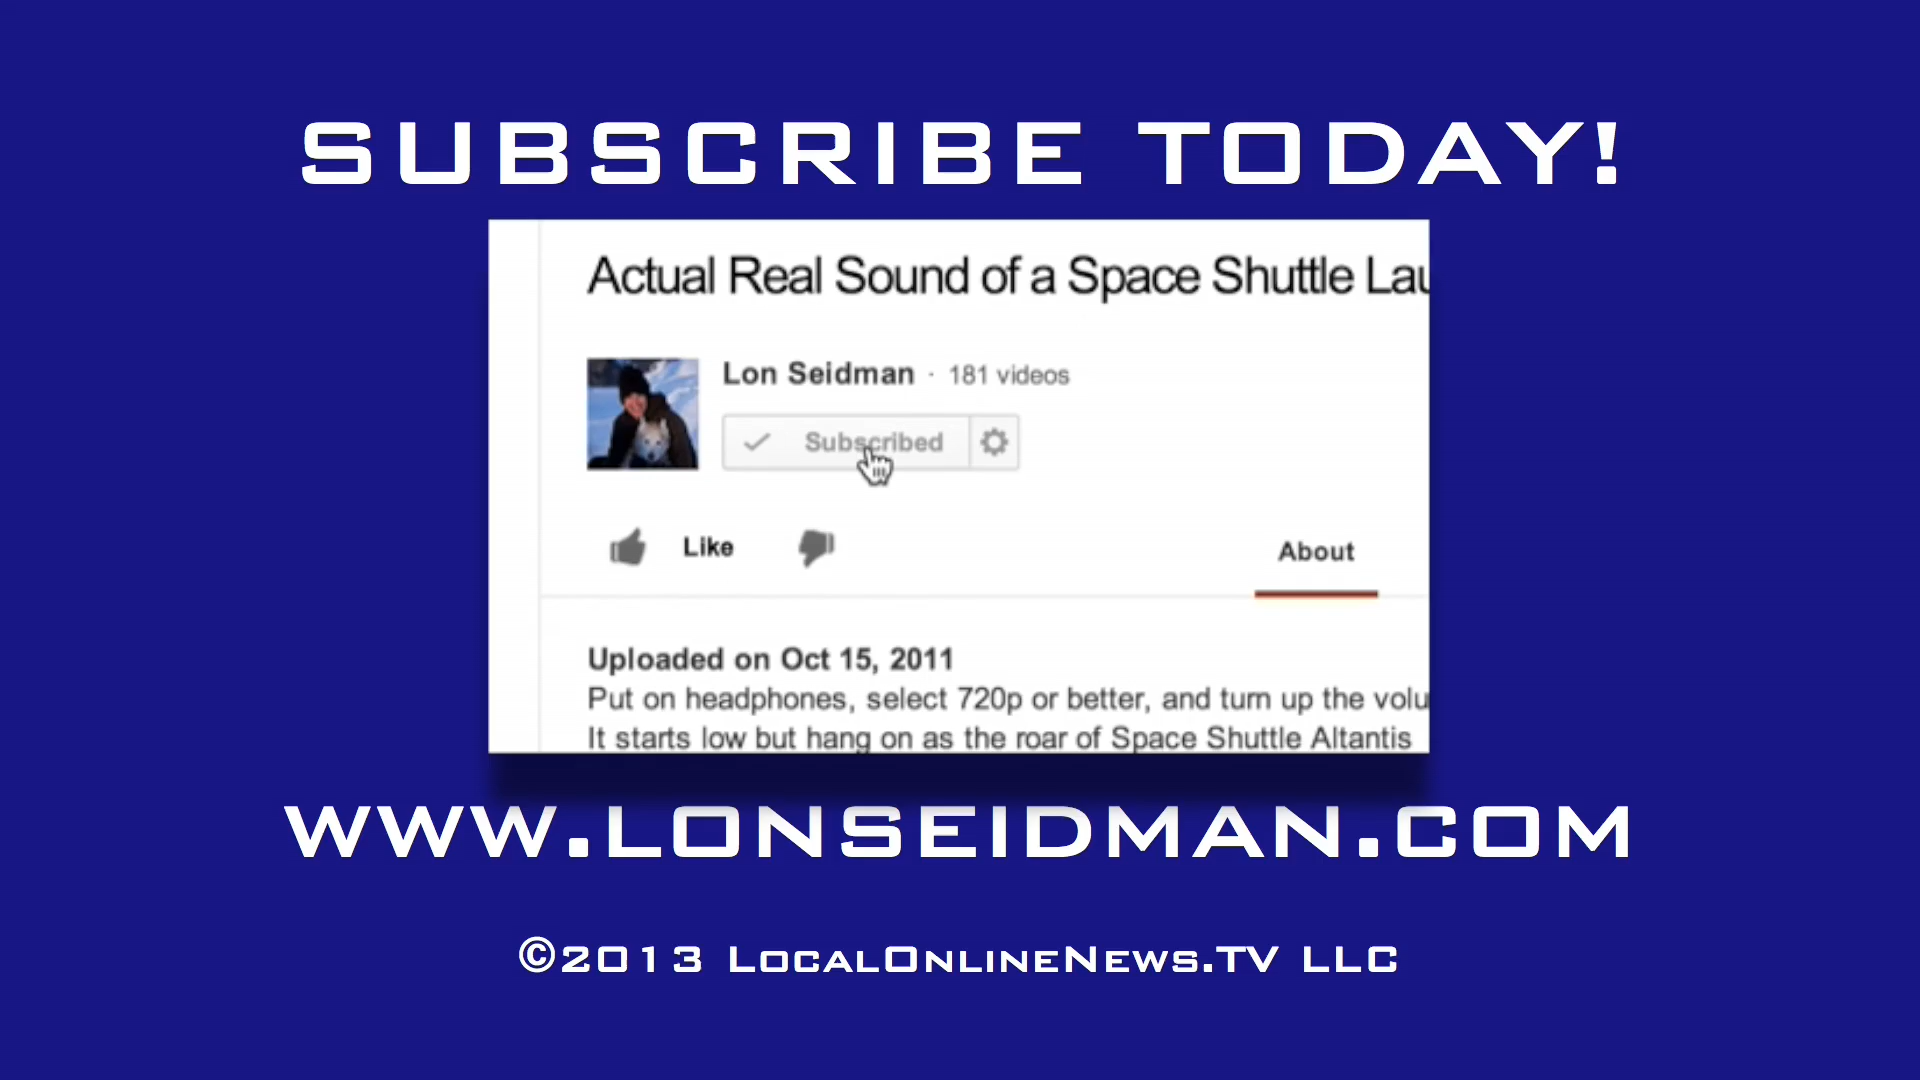 SUBSCRIBE TODAY!
Actual Real Sound of a Space Shuttle Lau
Lon Seidman · 181 videos
Subscribed
Like
About
Uploaded on Oct 15, 2011
Put on headphones, select 720p or better, and turn up the volu
It starts low but hang on as the roar of Space Shuttle Altantis
WWW.LONSEIDMAN.COM
©2013 LocalOnlineNews.TV LLC